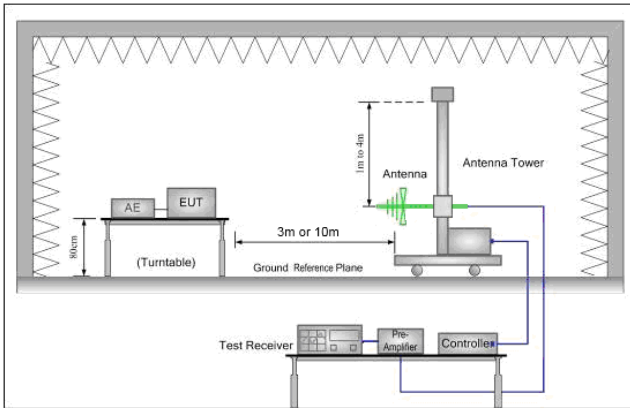 1m to 4m
Antenna
Antenna Tower
AE
EUT
80cm
(Turntable)
3m or 10m
Ground Reference Plane
Test Receiver
Pre-
Amplifier
Controlle